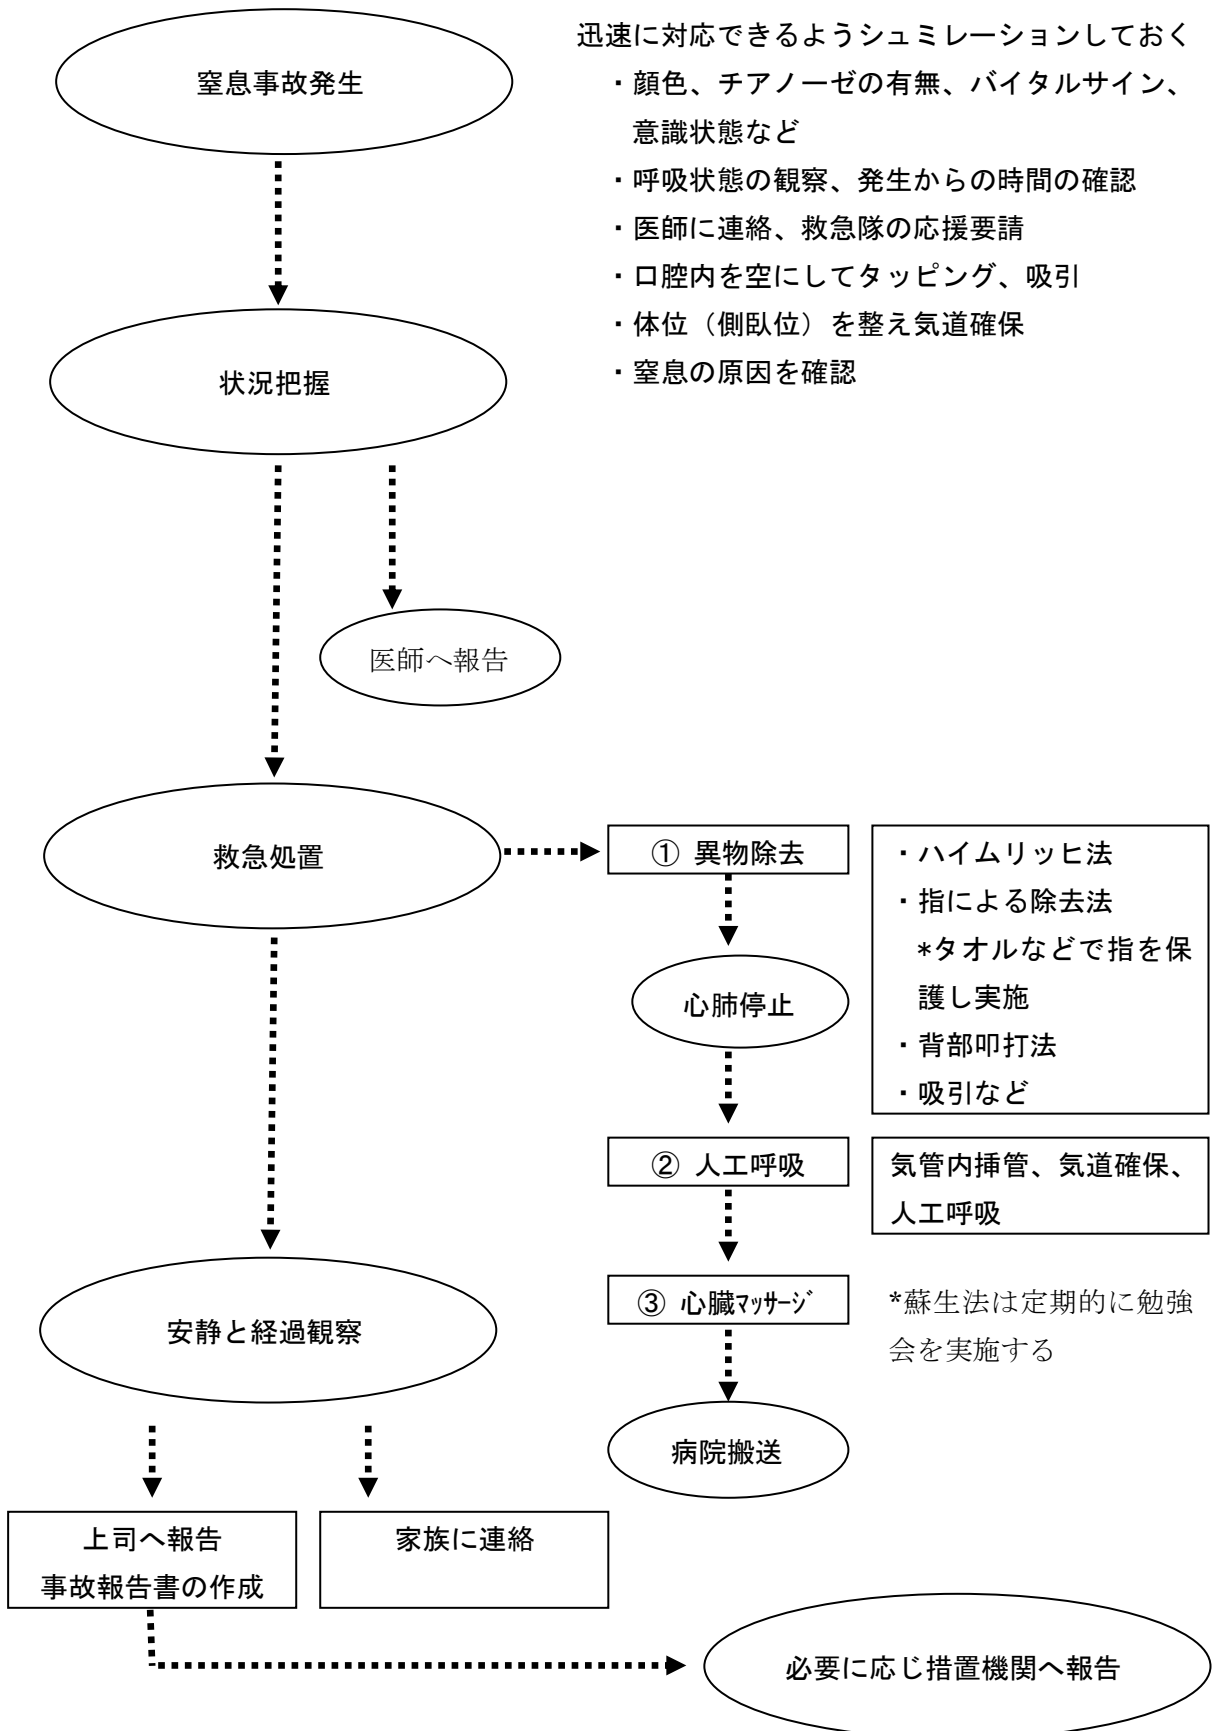 窒息事故発生
迅速に対応できるようシュミレーションしておく
・顔色、チアノーゼの有無、バイタルサイン、
意識状態など
・呼吸状態の観察、発生からの時間の確認
・医師に連絡、救急隊の応援要請
・口腔内を空にしてタッピング、吸引
・体位（側臥位）を整え気道確保
・窒息の原因を確認
状況把握
医師へ報告
救急処置
① 異物除去
・ハイムリッヒ法
・指による除去法
*タオルなどで指を保
護し実施
・背部叩打法
・吸引など
心肺停止
② 人工呼吸
気管内挿管、気道確保、
人工呼吸
③ 心臓ﾏｯｻｰｼﾞ
*蘇生法は定期的に勉強
会を実施する
安静と経過観察
病院搬送
上司へ報告
事故報告書の作成
家族に連絡
必要に応じ措置機関へ報告